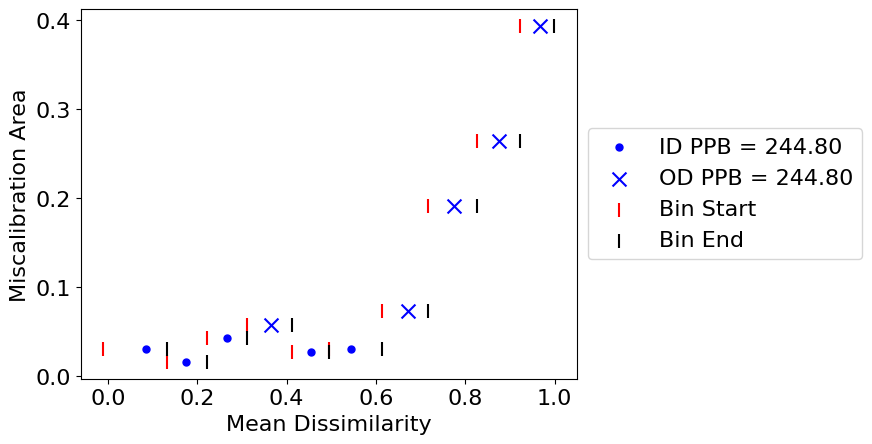 0.4
0.3
0.2
0.1
0.0
Miscalibration Area
0.0 0.2 0.4 0.6 0.8 1.0
Mean Dissimilarity
ID PPB = 244.80
OD PPB = 244.80
Bin Start
Bin End